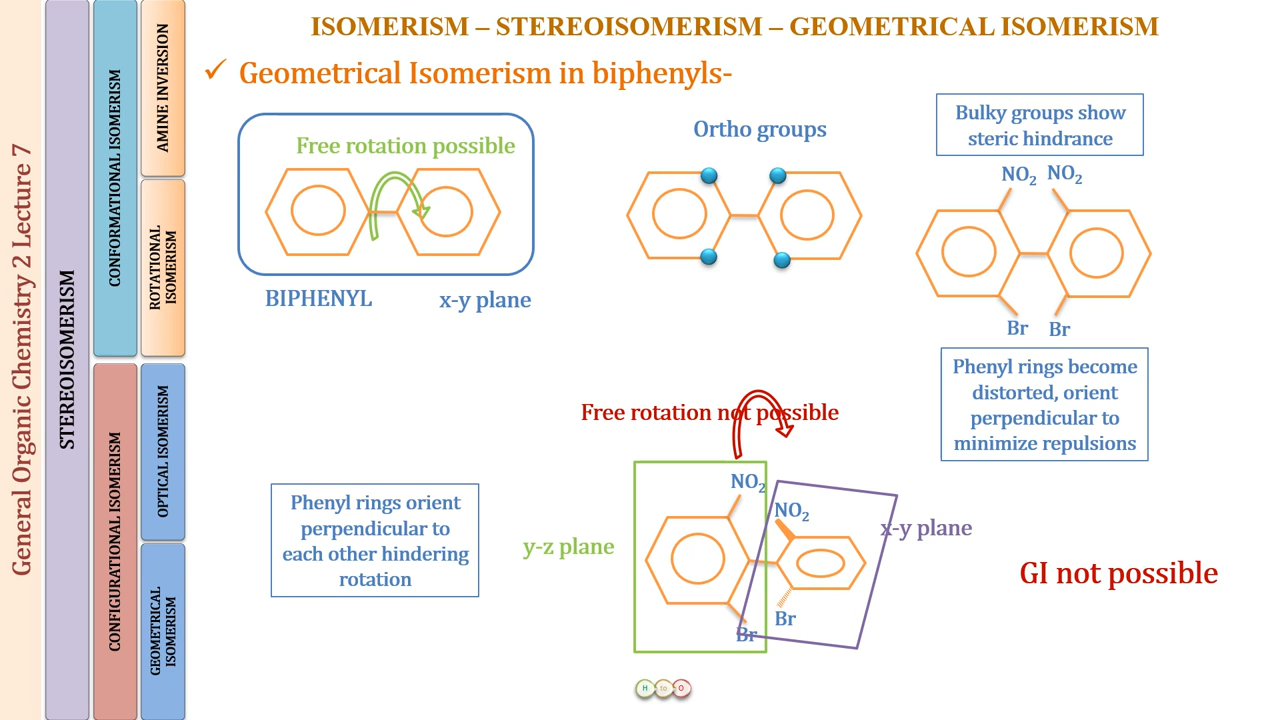 ISOMERISM – STEREOISOMERISM – GEOMETRICAL ISOMERISM
✓ Geometrical Isomerism in biphenyls-
General Organic Chemistry 2 Lecture 7
STEREOISOMERISM
CONFORMATIONAL ISOMERISM
CONFIGURATIONAL ISOMERISM
AMINE INVERSION
ROTATIONAL
ISOMERISM
OPTICAL ISOMERISM
GEOMETRICAL
ISOMERISM
Free rotation possible
BIPHENYL
x-y plane
Ortho groups
Bulky groups show
steric hindrance
NO2 NO2
Br Br
Phenyl rings become
distorted, orient
perpendicular to
minimize repulsions
Free rotation not possible
Phenyl rings orient
perpendicular to
each other hindering
rotation
y-z plane
NO2
NO2
Br
Br
x-y plane
GI not possible
H to O